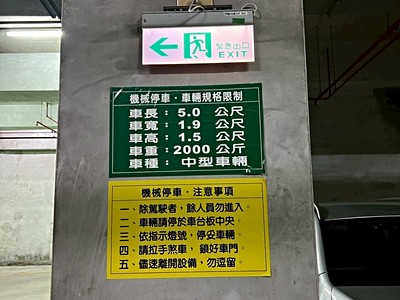 緊急出口
EXIT
機械停車‧車輛規格限制
車長：5.0 公尺
車寬：1.9 公尺
車高：1.5 公尺
車重：2000 公斤
車種：中型車輛
機械停車‧注意事項
一、除駕駛者，餘人員勿進入。
二、車輛請停於車台板中央。
三、依指示燈號，停妥車輛。
四、請拉手煞車，鎖好車門。
五、儘速離開設備，勿逗留。